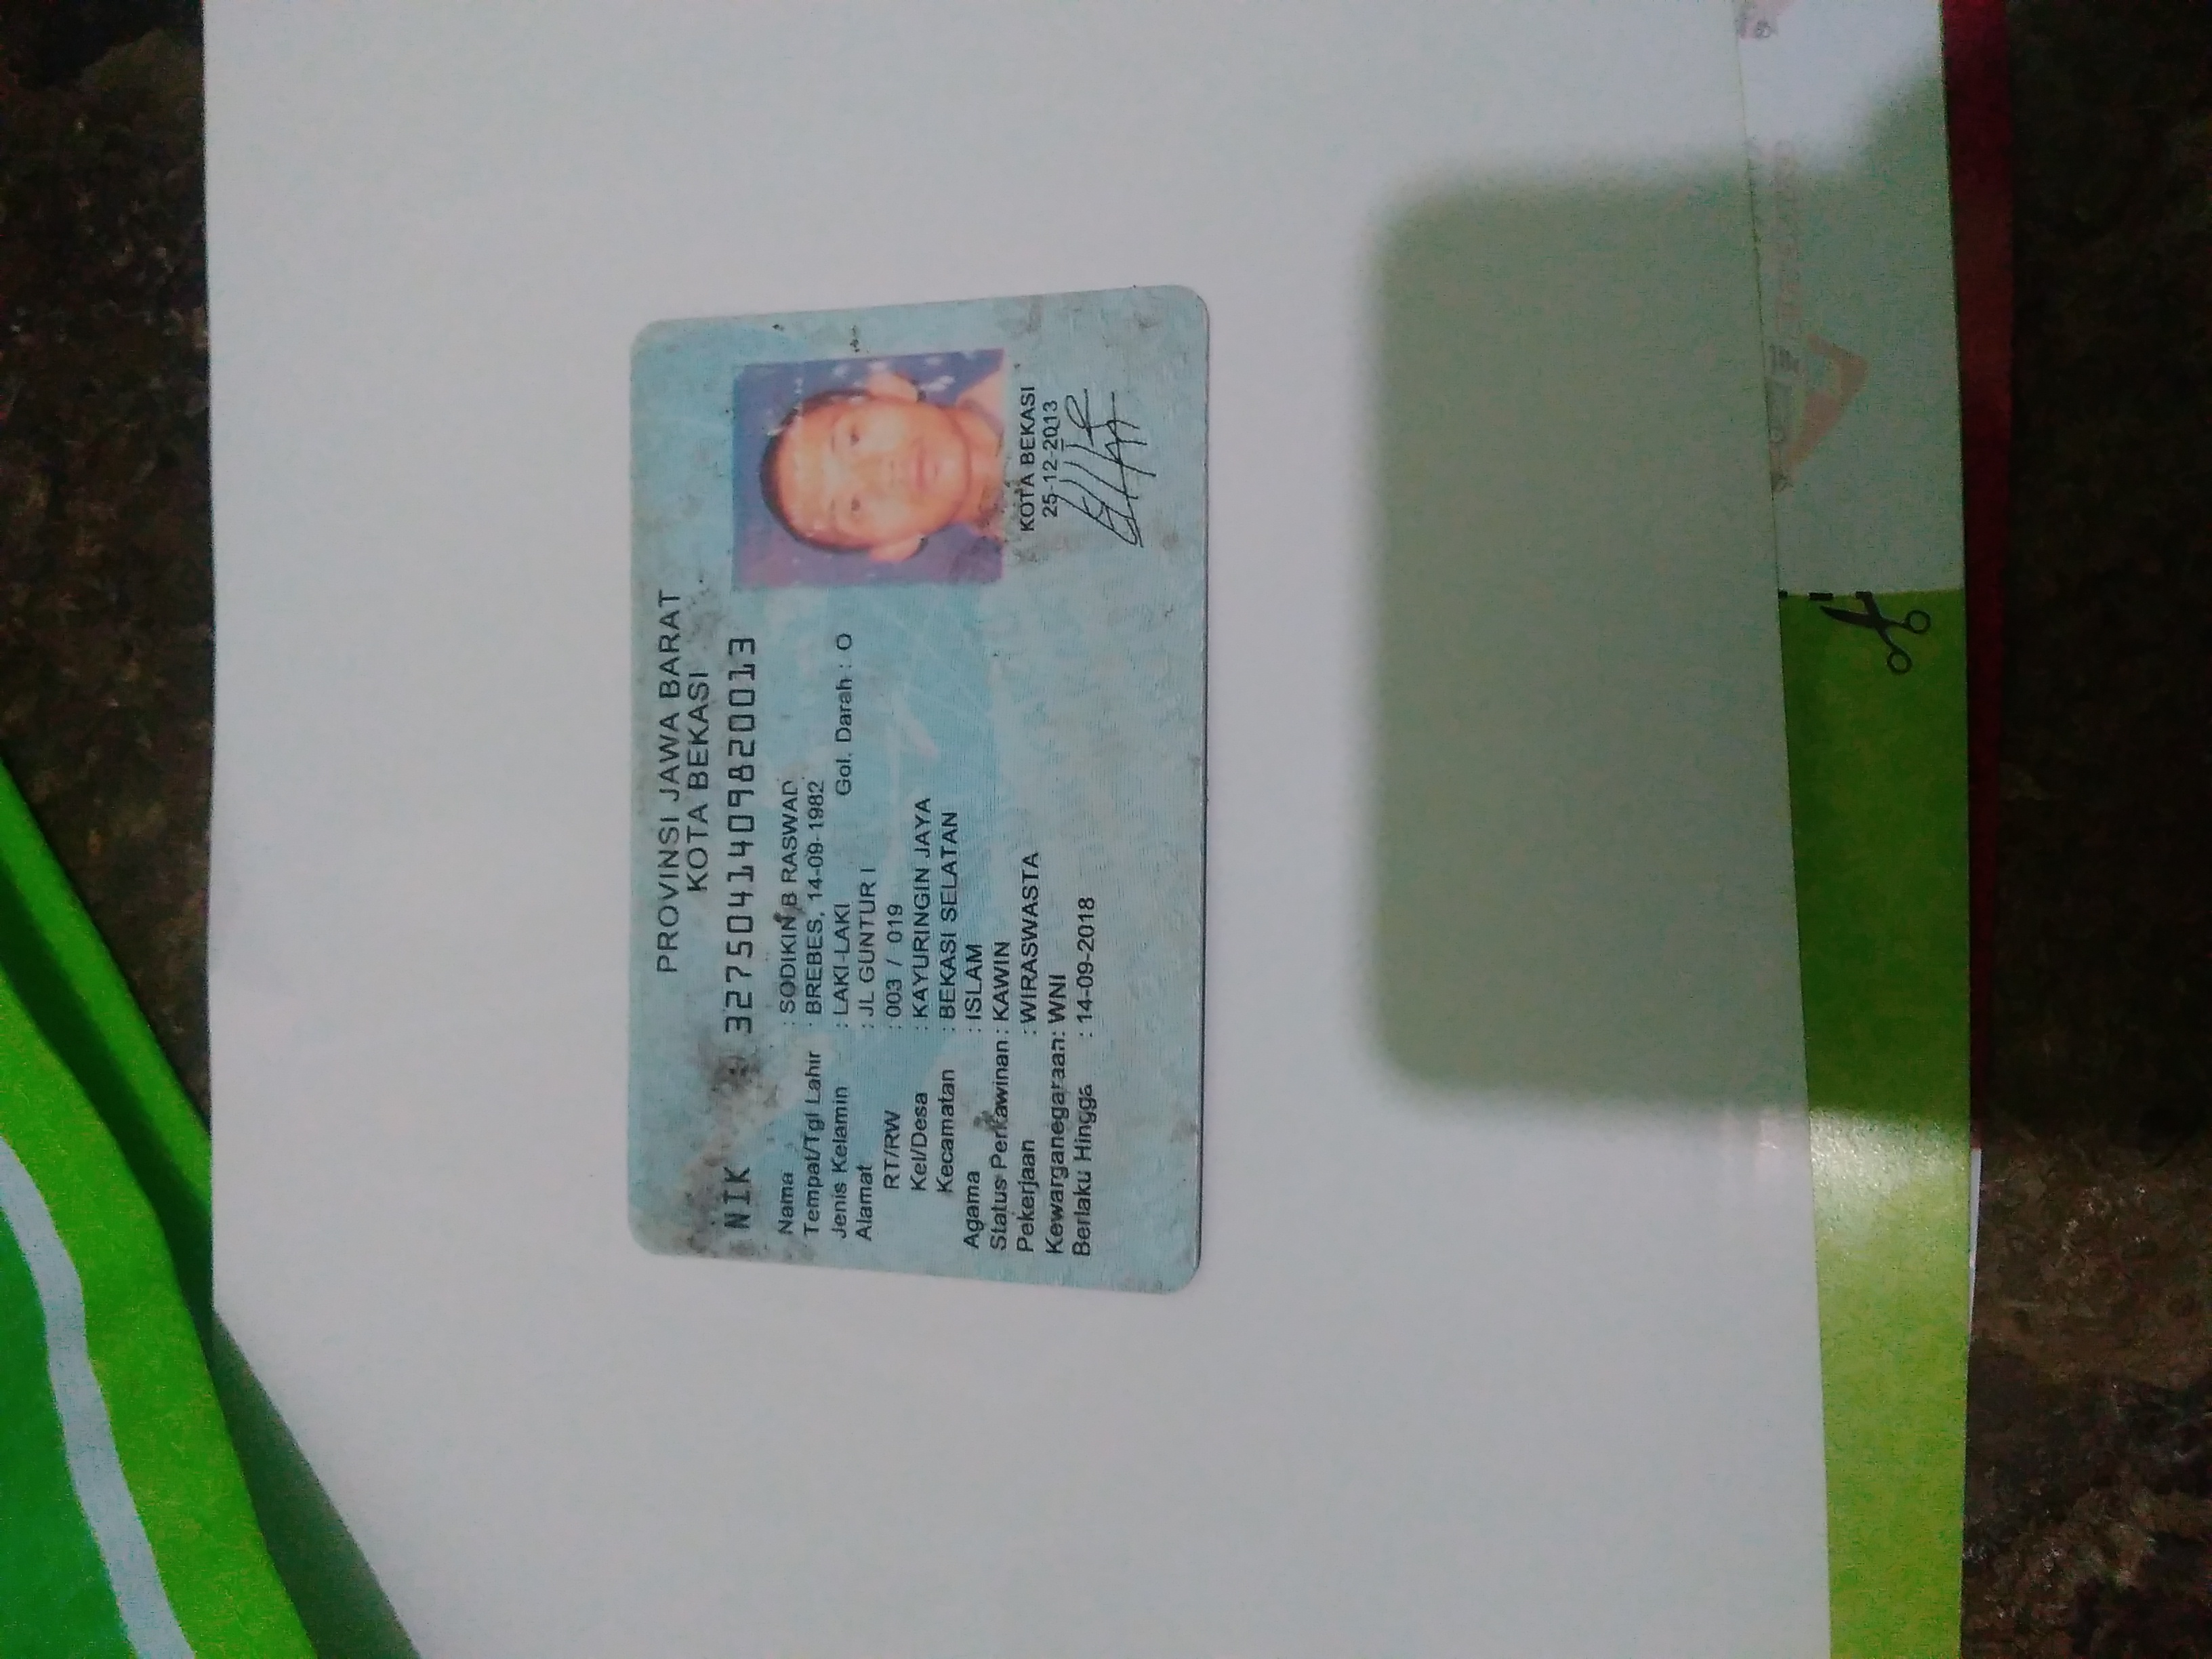 PROVINSI JAWA BARAT
KOTA BEKASI
NIK 3275041409820013
Nama : SODIKIN B RASWAD
Tempat/Tgl Lahir : BREBES, 14-09-1982
Jenis Kelamin : LAKI-LAKI Gol. Darah : O
Alamat : JL GUNTUR I
RT/RW : 003 / 019
Kel/Desa : KAYURINGIN JAYA
Kecamatan : BEKASI SELATAN
Agama : ISLAM
Status Perkawinan : KAWIN
Pekerjaan : WIRASWASTA
Kewarganegaraan: WNI
Berlaku Hingga : 14-09-2018
KOTA BEKASI
25-12-2013